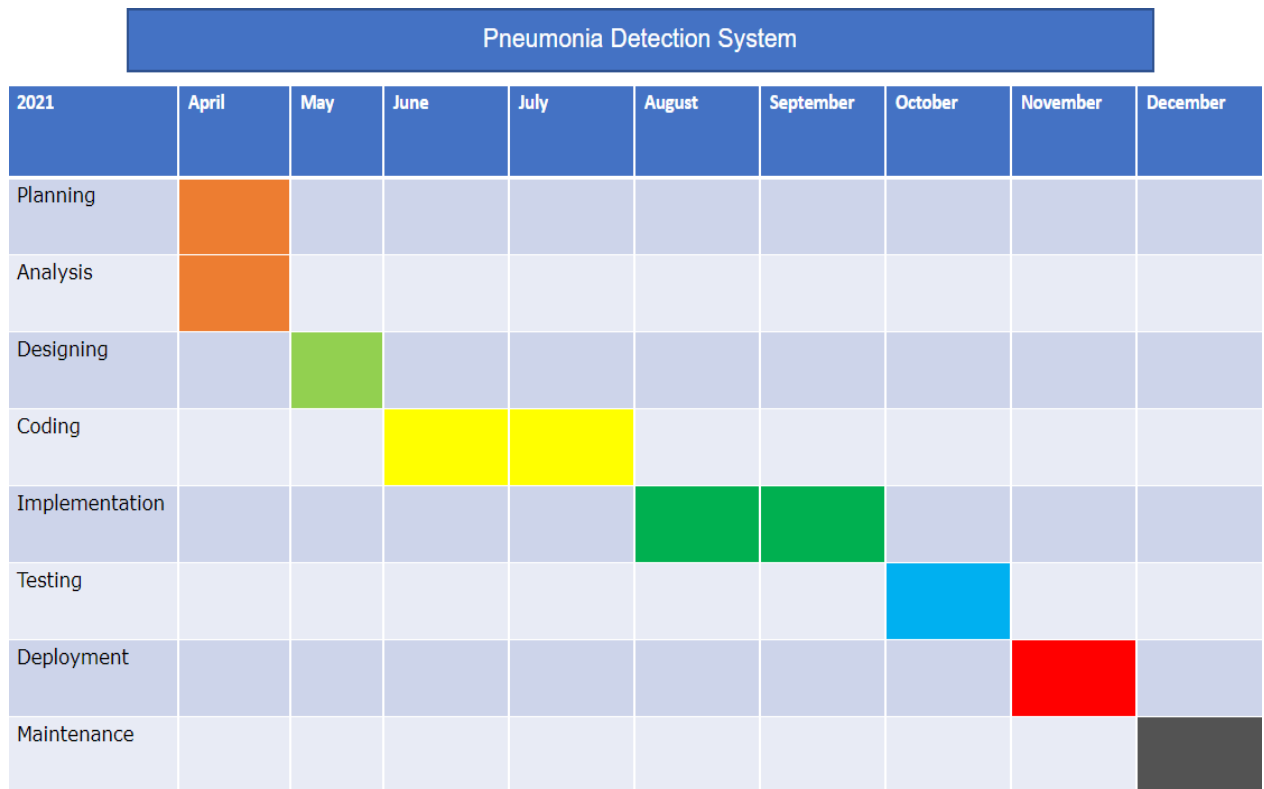 Pneumonia Detection System
2021 April May June July August September October November December
Planning
Analysis
Designing
Coding
Implementation
Testing
Deployment
Maintenance